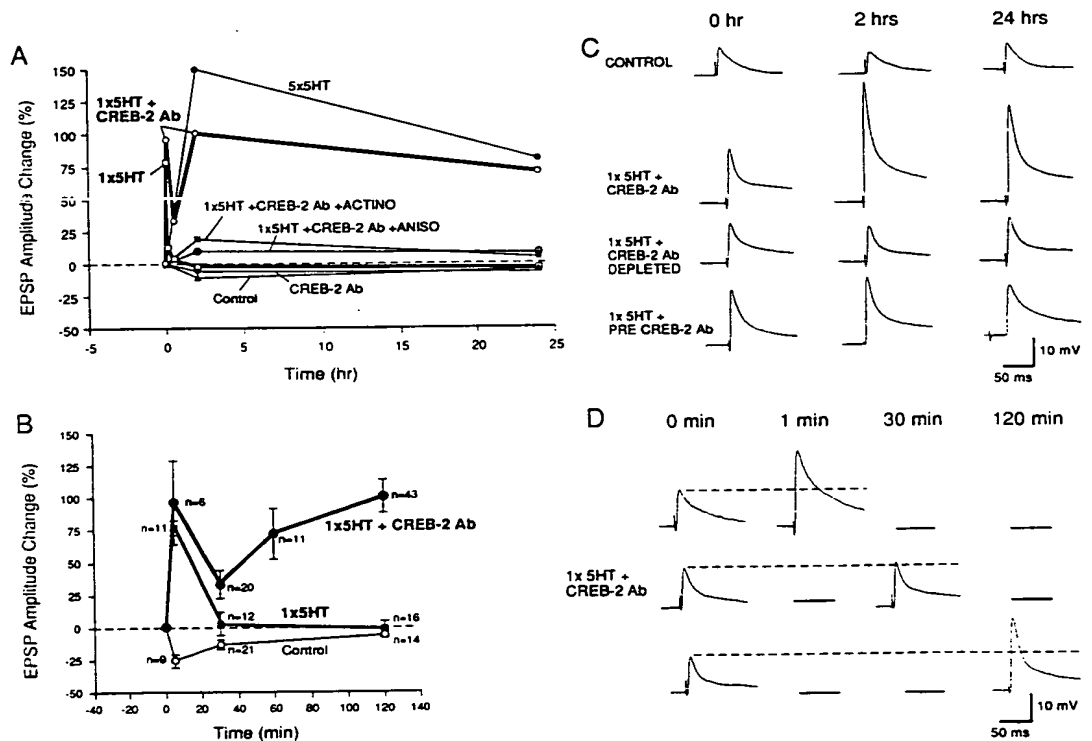 A
EPSP Amplitude Change (%)
150
125
100
75
50
25
0
-25
-50
-5
0
5
10
15
20
25
Time (hr)
5x5HT
1x5HT +
CREB-2 Ab
1x5HT
1x5HT +CREB-2 Ab +ACTINO
1x5HT +CREB-2 Ab +ANISO
CREB-2 Ab
Control
B
EPSP Amplitude Change (%)
150
125
100
75
50
25
0
-25
-50
-40
-20
0
20
40
60
80
100
120
140
Time (min)
n=6
n=11
n=20
n=11
n=43
1x5HT + CREB-2 Ab
n=12
1x5HT
n=16
Control
n=14
n=9
n=21
C
0 hr
2 hrs
24 hrs
CONTROL
1x 5HT +
CREB-2 Ab
1x 5HT +
CREB-2 Ab
DEPLETED
1x 5HT +
PRE CREB-2 Ab
10 mV
50 ms
D
0 min
1 min
30 min
120 min
1x 5HT +
CREB-2 Ab
10 mV
50 ms